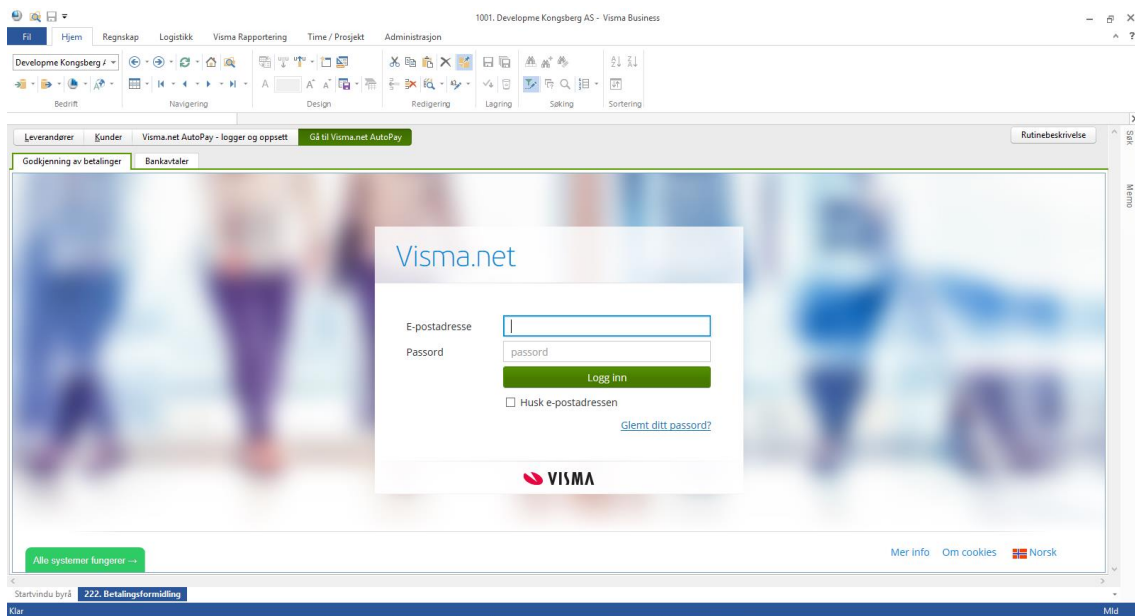 1001. Developme Kongsberg AS - Visma Business
Fil Hjem Regnskap Logistikk Visma Rapportering Time / Prosjekt Administrasjon
Developme Kongsberg A
Bedrift Navigering Design Redigering Lagring Søking Sortering
Leverandører Kunder Visma.net AutoPay - logger og oppsett Gå til Visma.net AutoPay Rutinebeskrivelse
Søk
Memo
Godkjenning av betalinger Bankavtaler
Visma.net
E-postadresse
Passord passord
Logg inn
Husk e-postadressen
Glemt ditt passord?
VISMA
Alle systemer fungerer →
Mer info Om cookies Norsk
Startvindu byrå 222. Betalingsformidling
Klar Mld